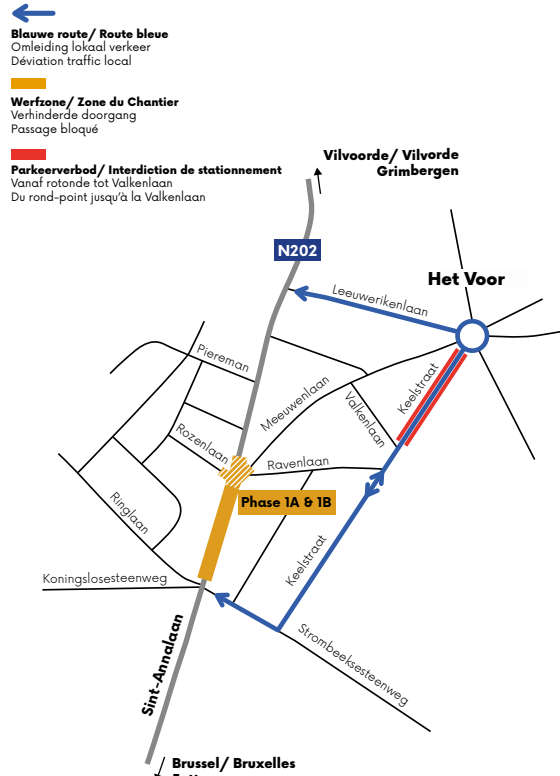 Blauwe route/ Route bleue
Omleiding lokaal verkeer
Déviation traffic local
Werfzone/ Zone du Chantier
Verhinderde doorgang
Passage bloqué
Parkeerverbod/ Interdiction de stationnement
Vanaf rotonde tot Valkenlaan
Du rond-point jusqu'à la Valkenlaan
Vilvoorde/ Vilvorde
Grimbergen
N202
Het Voor
Leeuwerikenlaan
Piereman
Meeuwenlaan
Keelstraat
Valkenlaan
Rozenlaan
Ravenlaan
Phase 1A & 1B
Ringlaan
Keelstraat
Koningslosesteenweg
Sint-Annalaan
Strombeeksesteenweg
Brussel/ Bruxelles